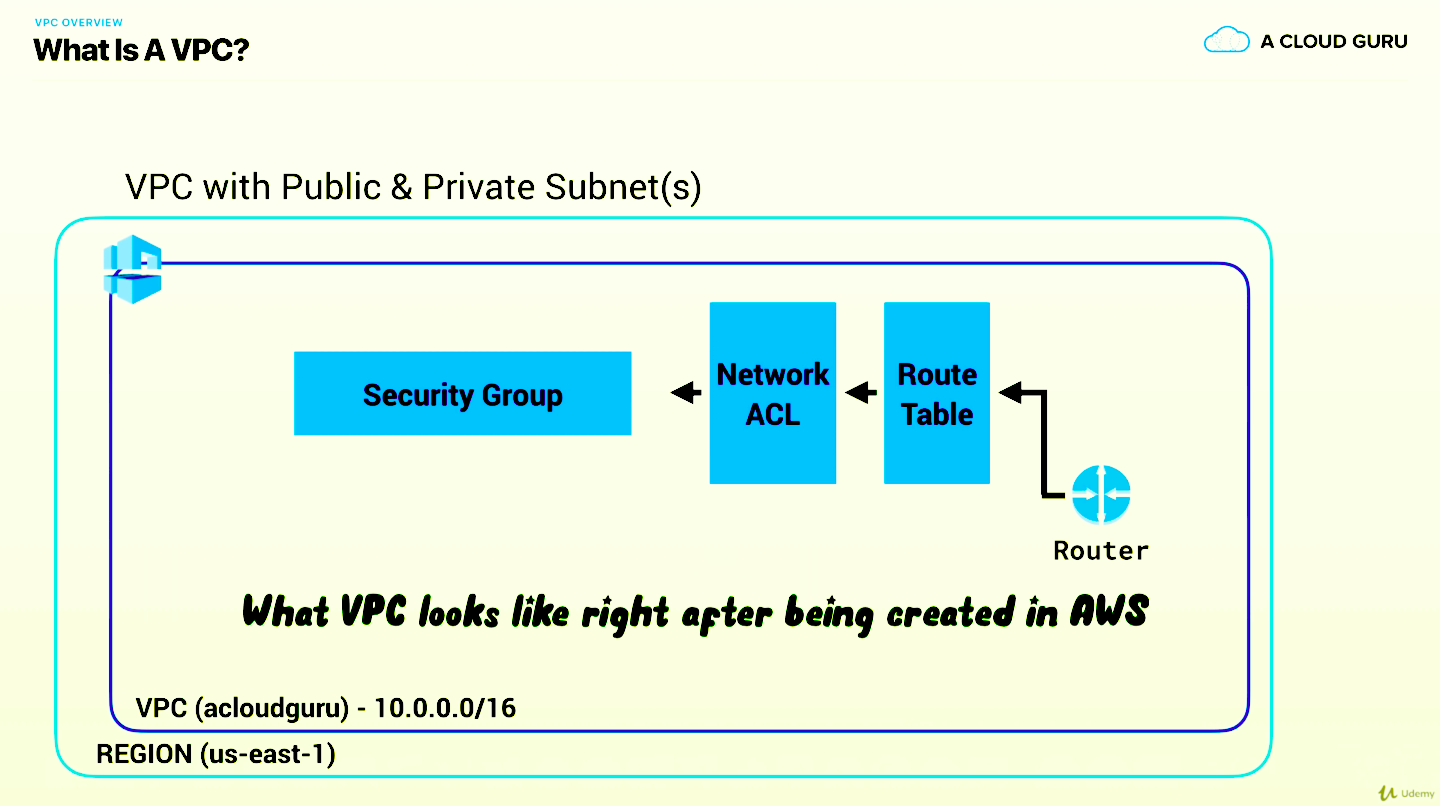 VPC OVERVIEW
What Is A VPC?
A CLOUD GURU
VPC with Public & Private Subnet(s)
Security Group
Network
ACL
Route
Table
Router
What VPC looks like right after being created in AWS
VPC (acloudguru) - 10.0.0.0/16
REGION (us-east-1)
Udemy